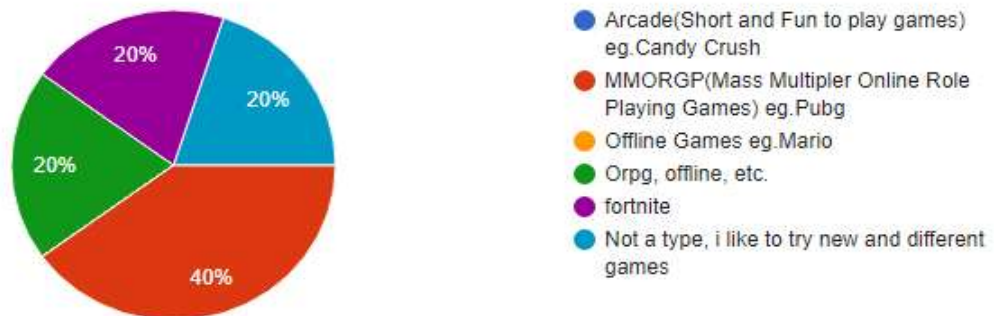 20%
20%
20%
40%
Arcade(Short and Fun to play games)
eg.Candy Crush
MMORGP(Mass Multipler Online Role
Playing Games) eg.Pubg
Offline Games eg.Mario
Orpg, offline, etc.
fortnite
Not a type, i like to try new and different
games